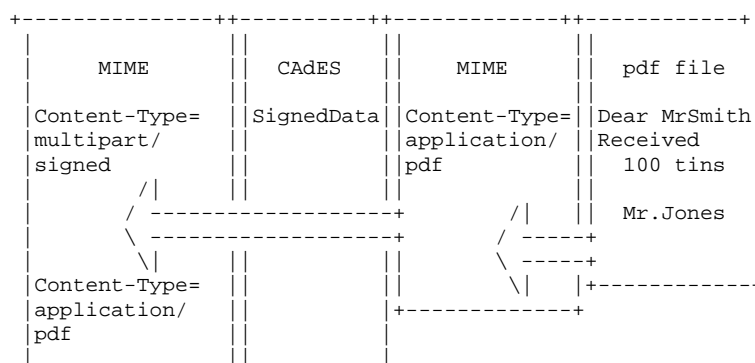 MIME CAdES MIME pdf file
Content-Type= SignedData Content-Type= Dear MrSmith
multipart/ application/ Received
signed pdf 100 tins
Mr.Jones
Content-Type=
application/
pdf